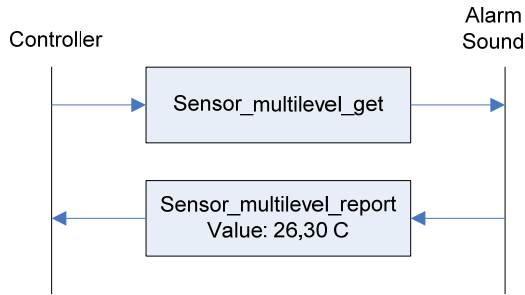 Controller
Alarm
Sound
Sensor_multilevel_get
Sensor_multilevel_report
Value: 26,30 C